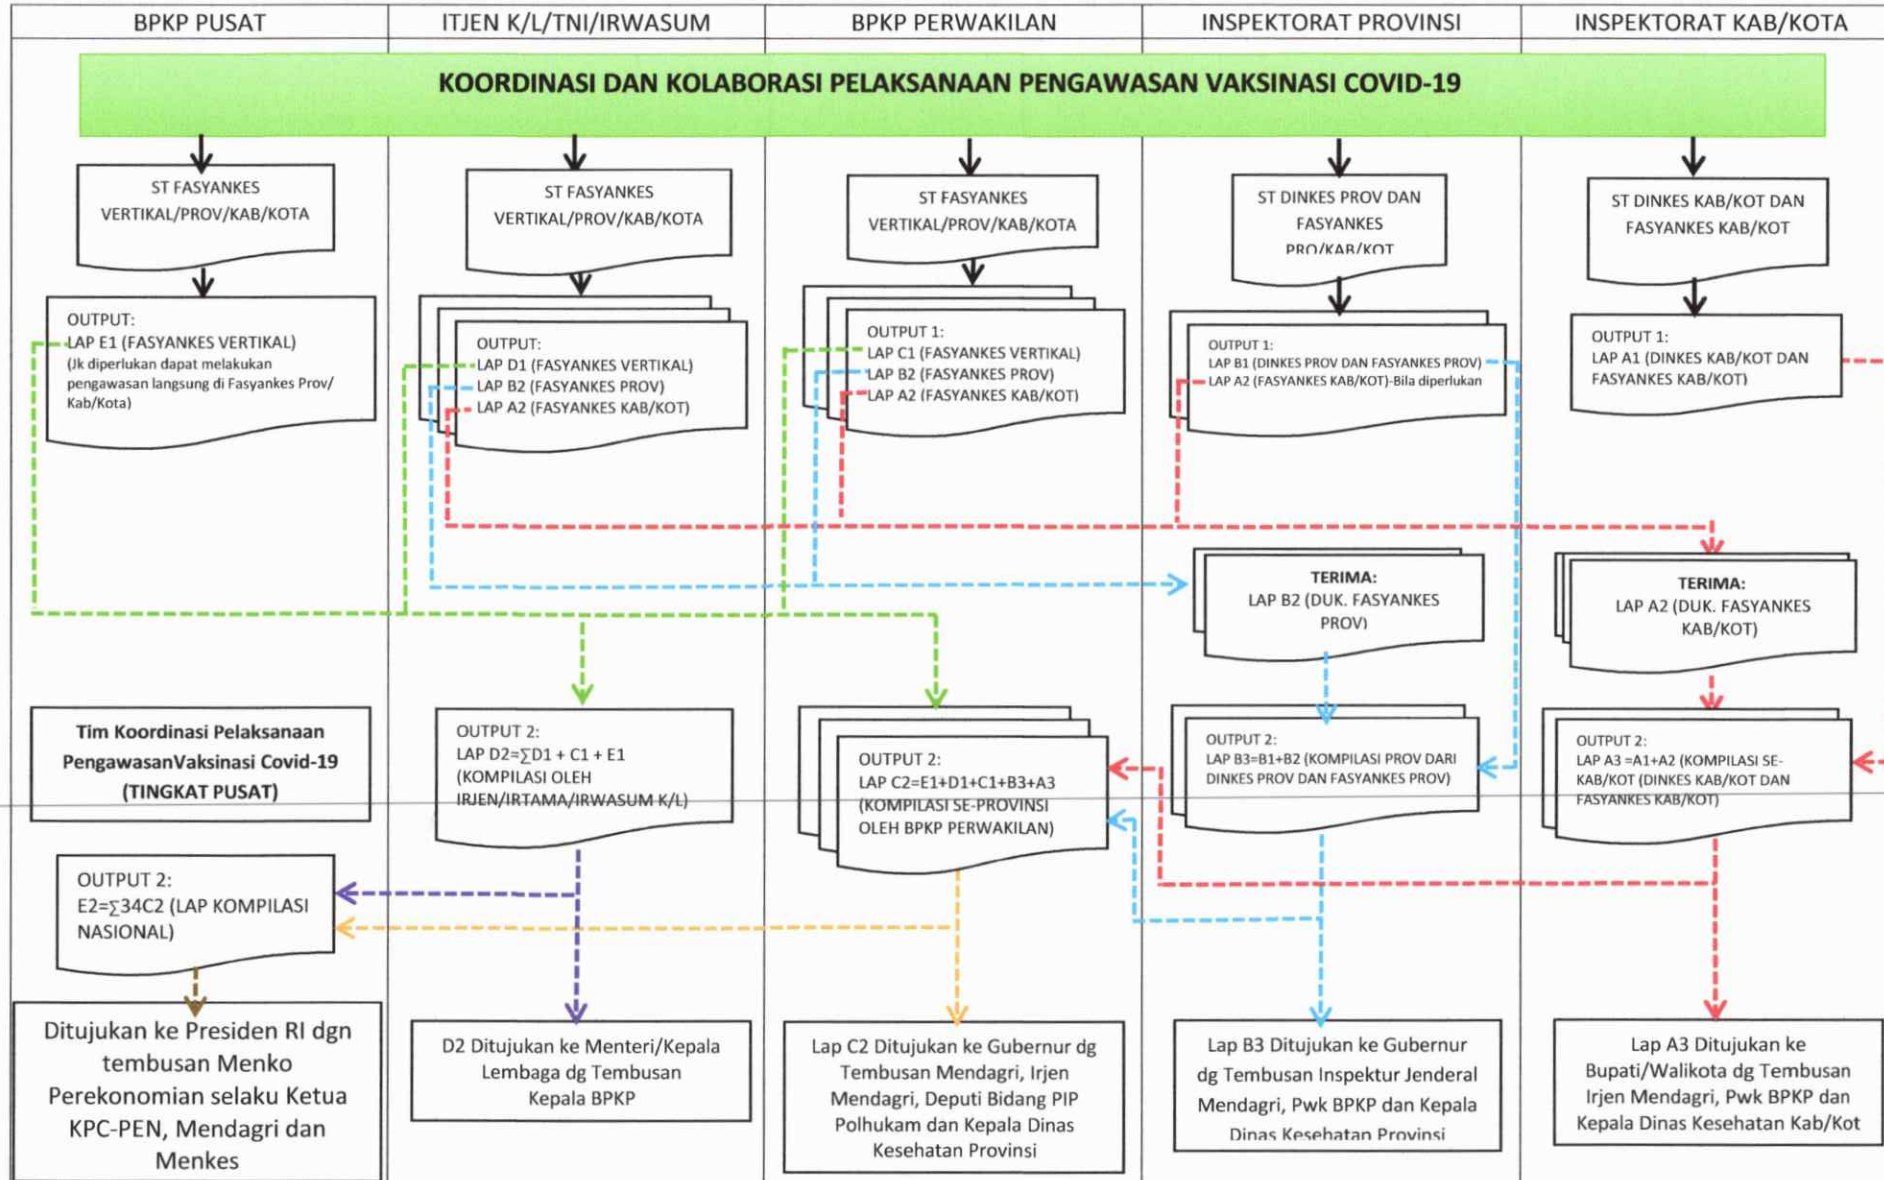 BPKP PUSAT
ITJEN K/L/TNI/IRWASUM
BPKP PERWAKILAN
INSPEKTORAT PROVINSI
INSPEKTORAT KAB/KOTA
KOORDINASI DAN KOLABORASI PELAKSANAAN PENGAWASAN VAKSINASI COVID-19
ST FASYANKES
VERTIKAL/PROV/KAB/KOTA
ST FASYANKES
VERTIKAL/PROV/KAB/KOTA
ST FASYANKES
VERTIKAL/PROV/KAB/KOTA
ST DINKES PROV DAN
FASYANKES
PRO/KAB/KOT
ST DINKES KAB/KOT DAN
FASYANKES KAB/KOT
OUTPUT:
LAP E1 (FASYANKES VERTIKAL)
(Jk diperlukan dapat melakukan
pengawasan langsung di Fasyankes Prov/
Kab/Kota)
OUTPUT:
LAP D1 (FASYANKES VERTIKAL)
LAP B2 (FASYANKES PROV)
LAP A2 (FASYANKES KAB/KOT)
OUTPUT 1:
LAP C1 (FASYANKES VERTIKAL)
LAP B2 (FASYANKES PROV)
LAP A2 (FASYANKES KAB/KOT)
OUTPUT 1:
LAP B1 (DINKES PROV DAN FASYANKES PROV)
LAP A2 (FASYANKES KAB/KOT)-Bila diperlukan
OUTPUT 1:
LAP A1 (DINKES KAB/KOT DAN
FASYANKES KAB/KOT)
TERIMA:
LAP B2 (DUK. FASYANKES
PROV)
TERIMA:
LAP A2 (DUK. FASYANKES
KAB/KOT)
Tim Koordinasi Pelaksanaan
PengawasanVaksinasi Covid-19
(TINGKAT PUSAT)
OUTPUT 2:
LAP D2=∑D1 + C1 + E1
(KOMPILASI OLEH
IRJEN/IRTAMA/IRWASUM K/L)
OUTPUT 2:
LAP C2=E1+D1+C1+B3+A3
(KOMPILASI SE-PROVINSI
OLEH BPKP PERWAKILAN)
OUTPUT 2:
LAP B3=B1+B2 (KOMPILASI PROV DARI
DINKES PROV DAN FASYANKES PROV)
OUTPUT 2:
LAP A3 =A1+A2 (KOMPILASI SE-
KAB/KOT (DINKES KAB/KOT DAN
FASYANKES KAB/KOT)
OUTPUT 2:
E2=∑34C2 (LAP KOMPILASI
NASIONAL)
Ditujukan ke Presiden RI dgn
tembusan Menko
Perekonomian selaku Ketua
KPC-PEN, Mendagri dan
Menkes
D2 Ditujukan ke Menteri/Kepala
Lembaga dg Tembusan
Kepala BPKP
Lap C2 Ditujukan ke Gubernur dg
Tembusan Mendagri, Irjen
Mendagri, Deputi Bidang PIP
Polhukam dan Kepala Dinas
Kesehatan Provinsi
Lap B3 Ditujukan ke Gubernur
dg Tembusan Inspektur Jenderal
Mendagri, Pwk BPKP dan Kepala
Dinas Kesehatan Provinsi
Lap A3 Ditujukan ke
Bupati/Walikota dg Tembusan
Irjen Mendagri, Pwk BPKP dan
Kepala Dinas Kesehatan Kab/Kot